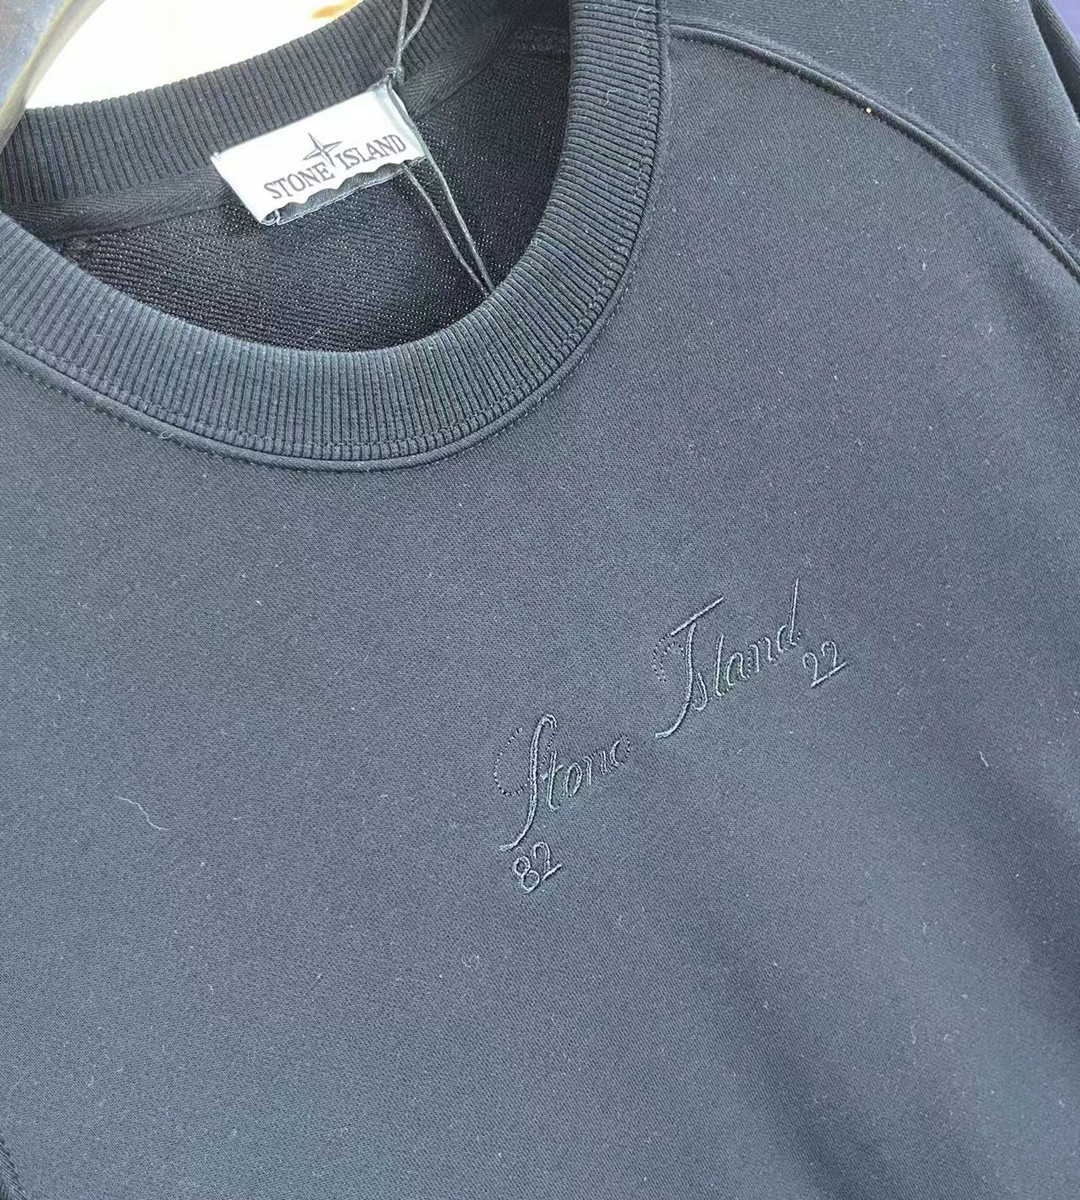 STONE ISLAND
Stone Island
82 22